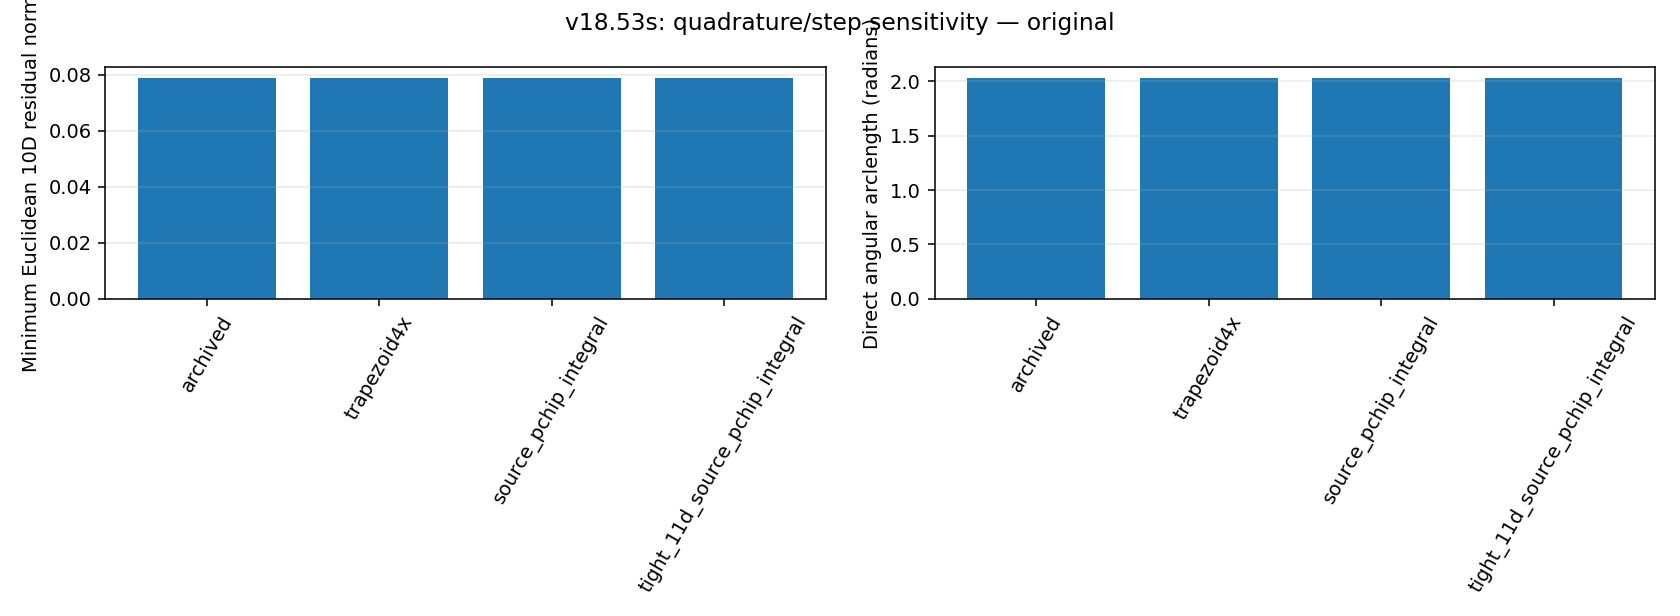 v18.53s: quadrature/step sensitivity — original
Minimum Euclidean 10D residual norm
0.08
0.06
0.04
0.02
0.00
archived
trapezoid4x
source_pchip_integral
tight_11d_source_pchip_integral
Direct angular arclength (radians)
2.0
1.5
1.0
0.5
0.0
archived
trapezoid4x
source_pchip_integral
tight_11d_source_pchip_integral